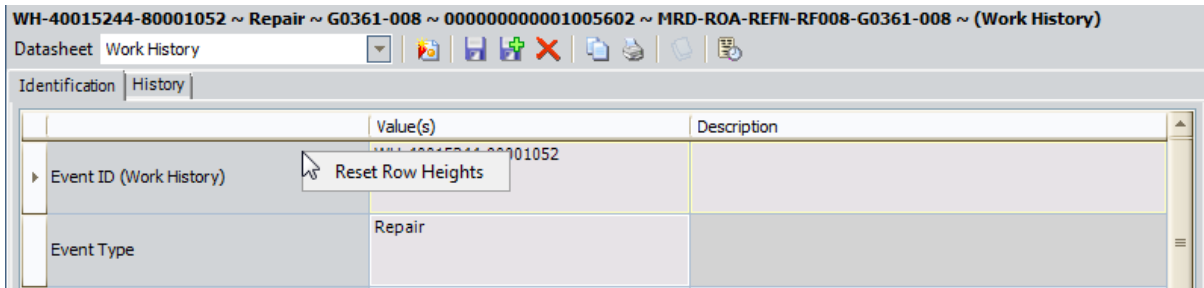 WH-40015244-80001052 ~ Repair ~ G0361-008 ~ 000000000001005602 ~ MRD-ROA-REFN-RF008-G0361-008 ~ (Work History)
Datasheet Work History
Identification History
Value(s) Description
Event ID (Work History) 01052
Reset Row Heights
Event Type Repair